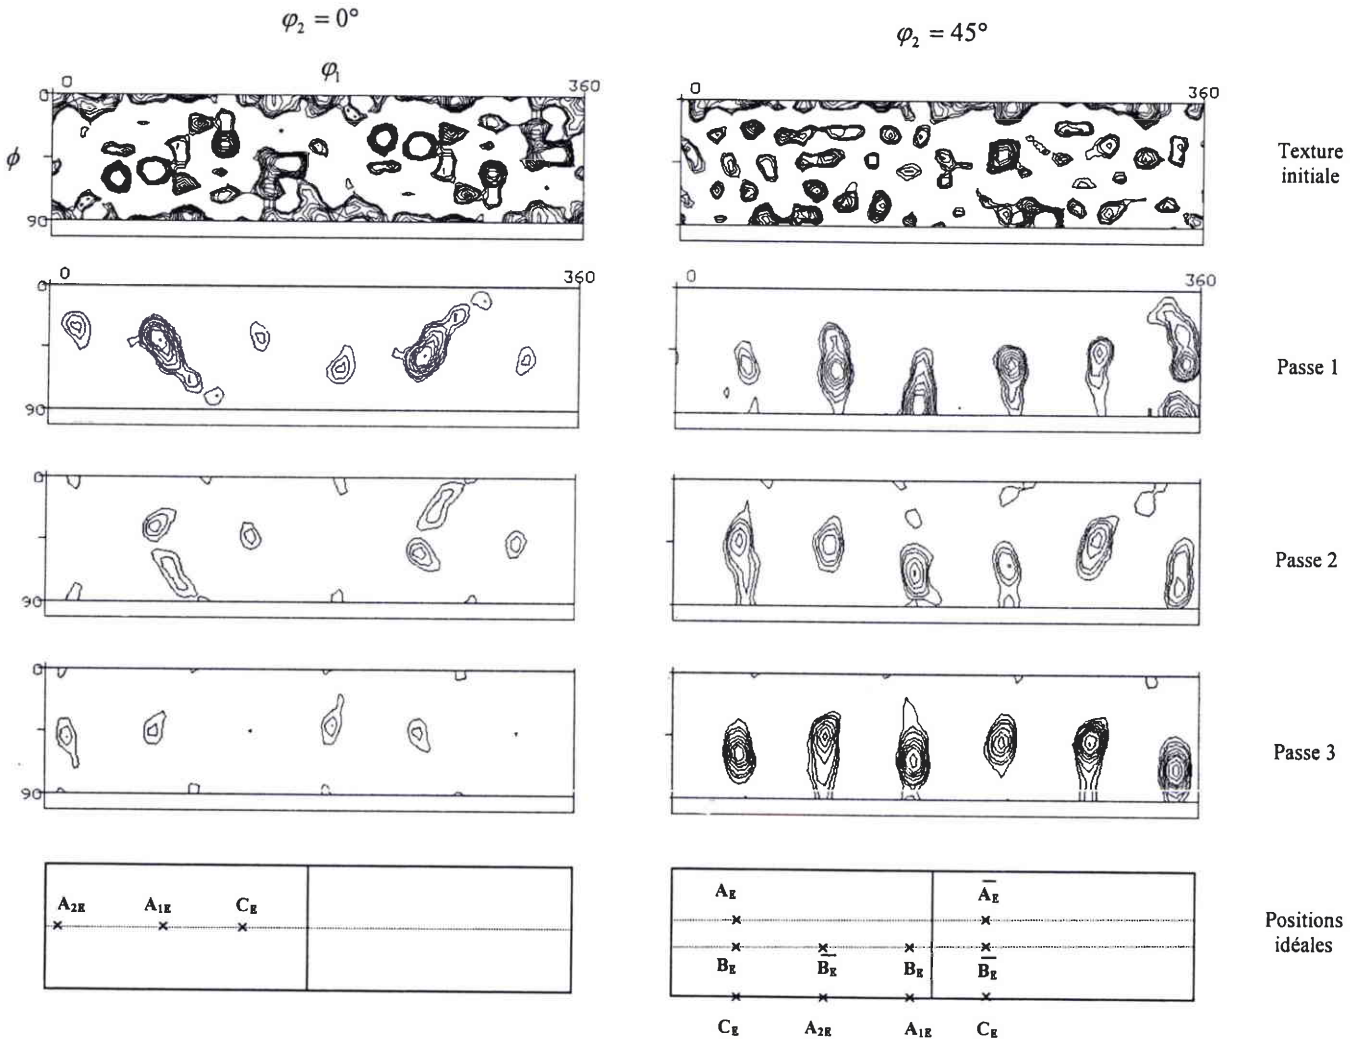 φ₂ = 0°
φ₂ = 45°
φ₁
0 360
0 360
0
ϕ
90
Texture
initiale
0 360
0 360
0
90
Passe 1
0
90
Passe 2
0
90
Passe 3
A₂E A₁E CE
AE A̅E̅
BE B̅E̅ BE B̅E̅
CE A₂E A₁E CE
Positions
idéales